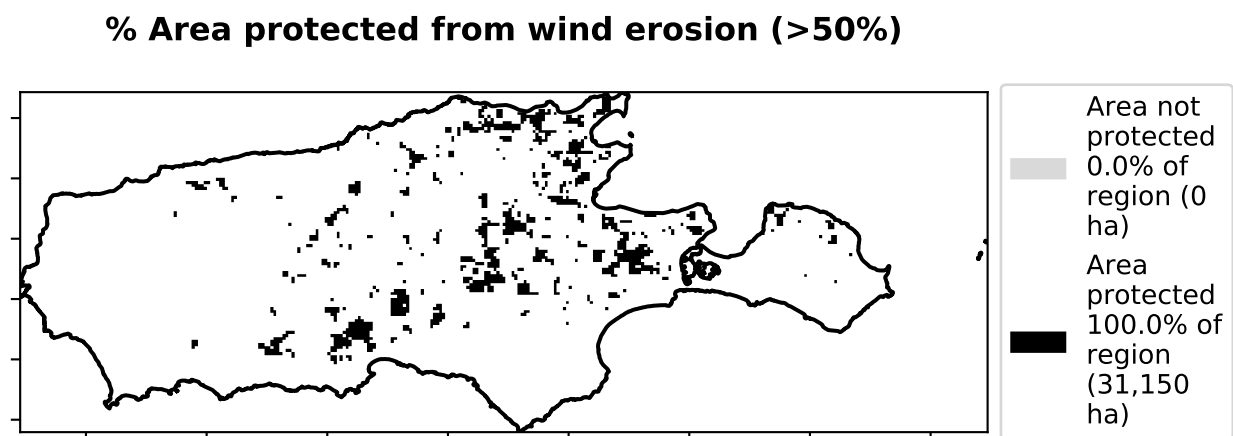 % Area protected from wind erosion (>50%)
Area not
protected
0.0% of
region (0
ha)
Area
protected
100.0% of
region
(31,150
ha)